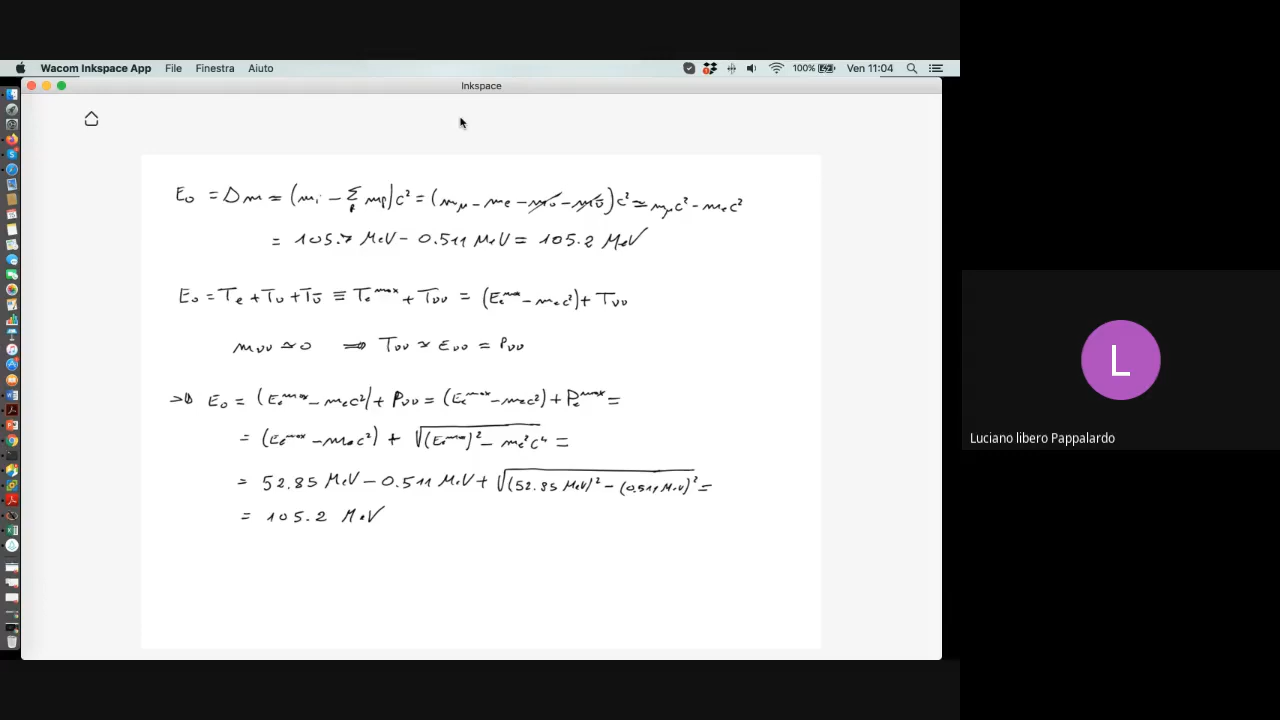 Wacom Inkspace App File Finestra Aiuto 100% Ven 11:04
Inkspace
E₀ = Δm = (mᵢ - Σ_f m_f) c² = (m_μ - m_e - m_ν - m_ν̄) c² ≃ m_μc² - m_ec²
= 105.7 MeV - 0.511 MeV = 105.2 MeV
E₀ = T_e + T_ν + T_ν̄ ≡ T_e^max + T_νν = (E_e^max - m_ec²) + T_νν
m_νν ≃ 0 ⇒ T_νν ≃ E_νν = P_νν
→ E₀ = (E_e^max - m_ec²) + P_νν = (E_e^max - m_ec²) + P_e^max =
= (E_e^max - m_ec²) + √((E_e^max)² - m_e²c⁴) =
= 52.85 MeV - 0.511 MeV + √((52.85 MeV)² - (0.511 MeV)²) =
= 105.2 MeV
L
Luciano libero Pappalardo